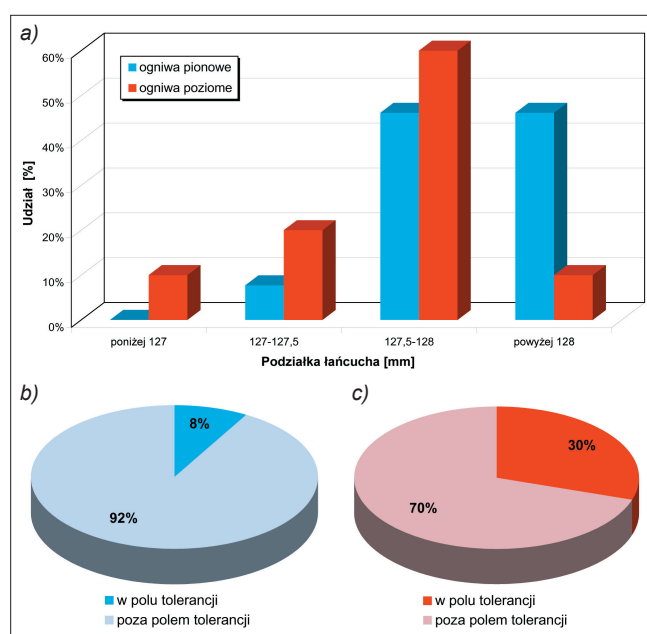 a)
60%
50%
40%
30%
20%
10%
0%
Udział [%]
ogniwa pionowe
ogniwa poziome
poniżej 127
127-127,5
127,5-128
powyżej 128
Podziałka łańcucha [mm]
b)
8%
92%
w polu tolerancji
poza polem tolerancji
c)
30%
70%
w polu tolerancji
poza polem tolerancji